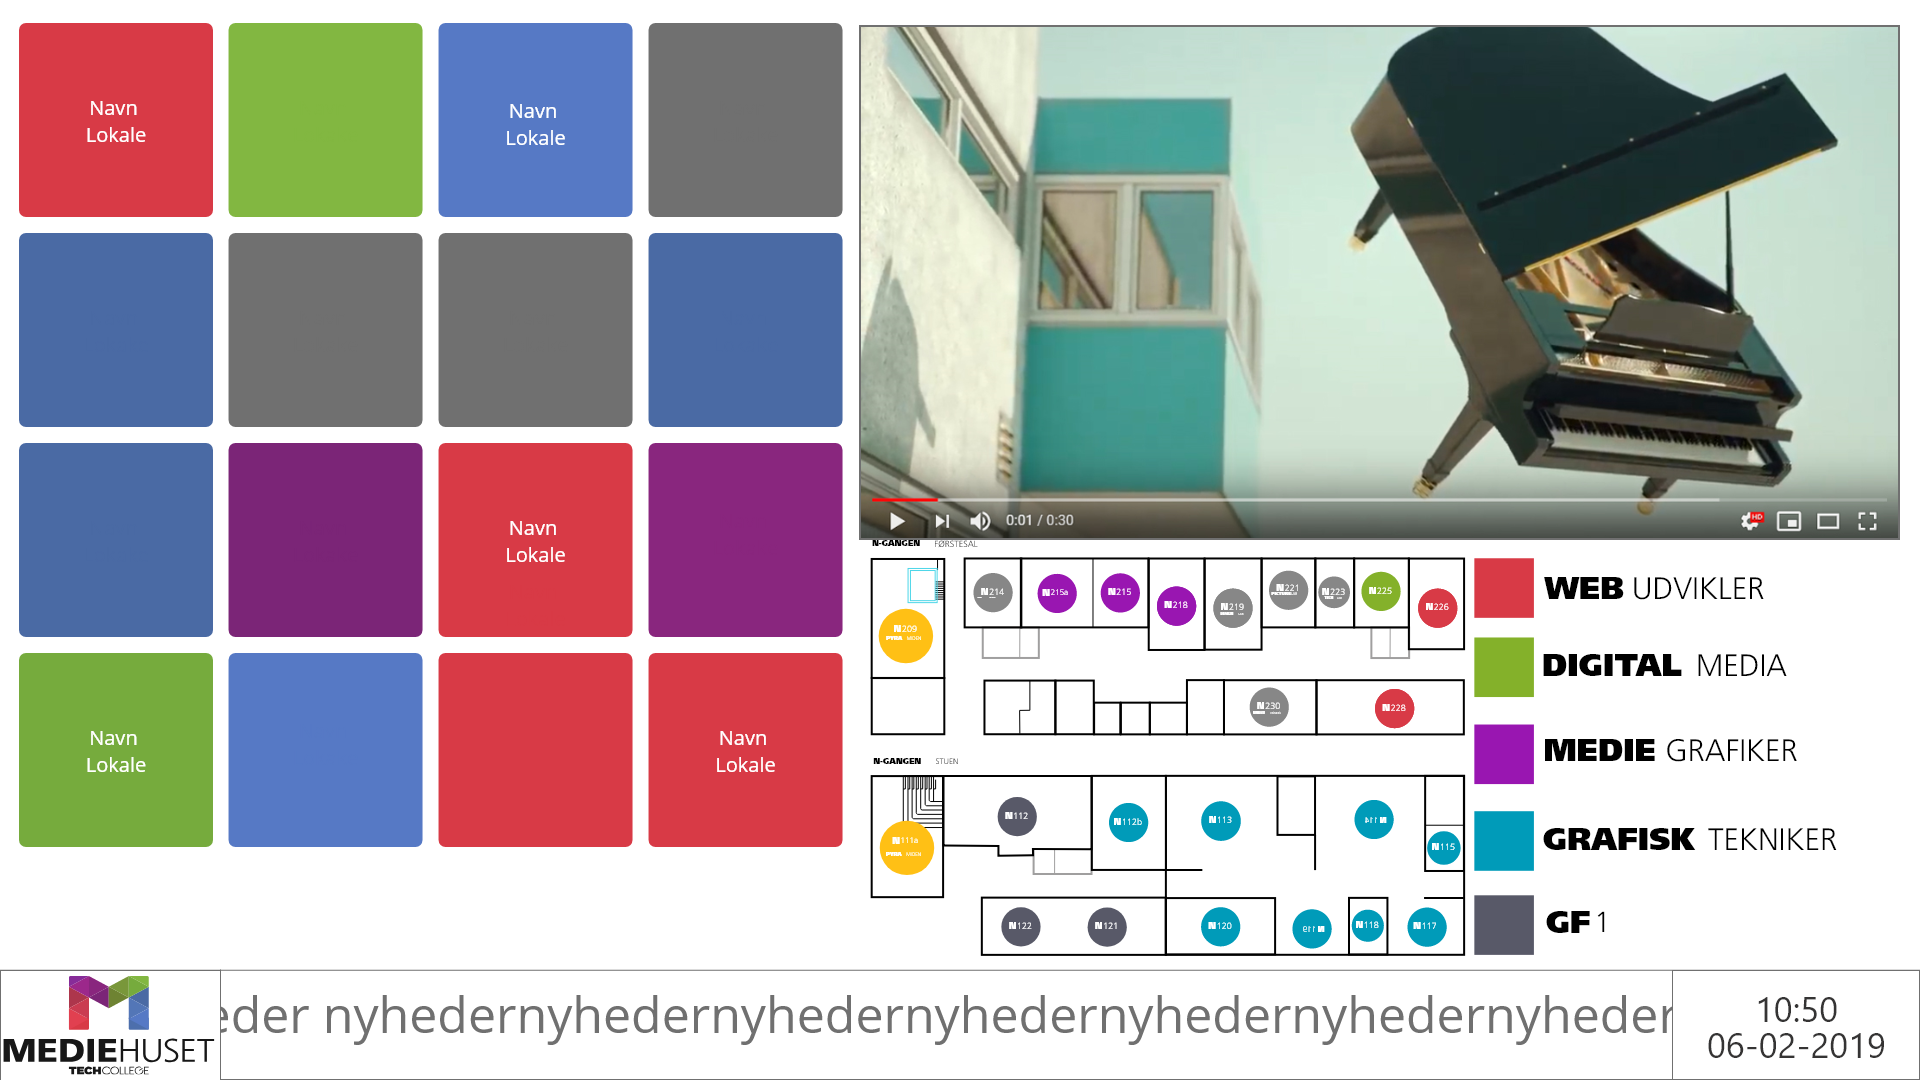 Navn
Lokale
Navn
Lokale
Navn
Lokale
Navn
Lokale
Navn
Lokale
0:01 / 0:30
HD
N-GANGEN FØRSTESAL
N209
N214
N215a
N215
N218
N219
N221
N223
N225
N226
N230
N228
N-GANGEN STUEN
N111a
N112
N112b
N113
N114
N115
N122
N121
N120
N119
N118
N117
WEB UDVIKLER
DIGITAL MEDIA
MEDIE GRAFIKER
GRAFISK TEKNIKER
GF 1
MEDIEHUSET
TECHCOLLEGE
eder nyhedernyhedernyhedernyhedernyhedernyhedernyheder
10:50
06-02-2019